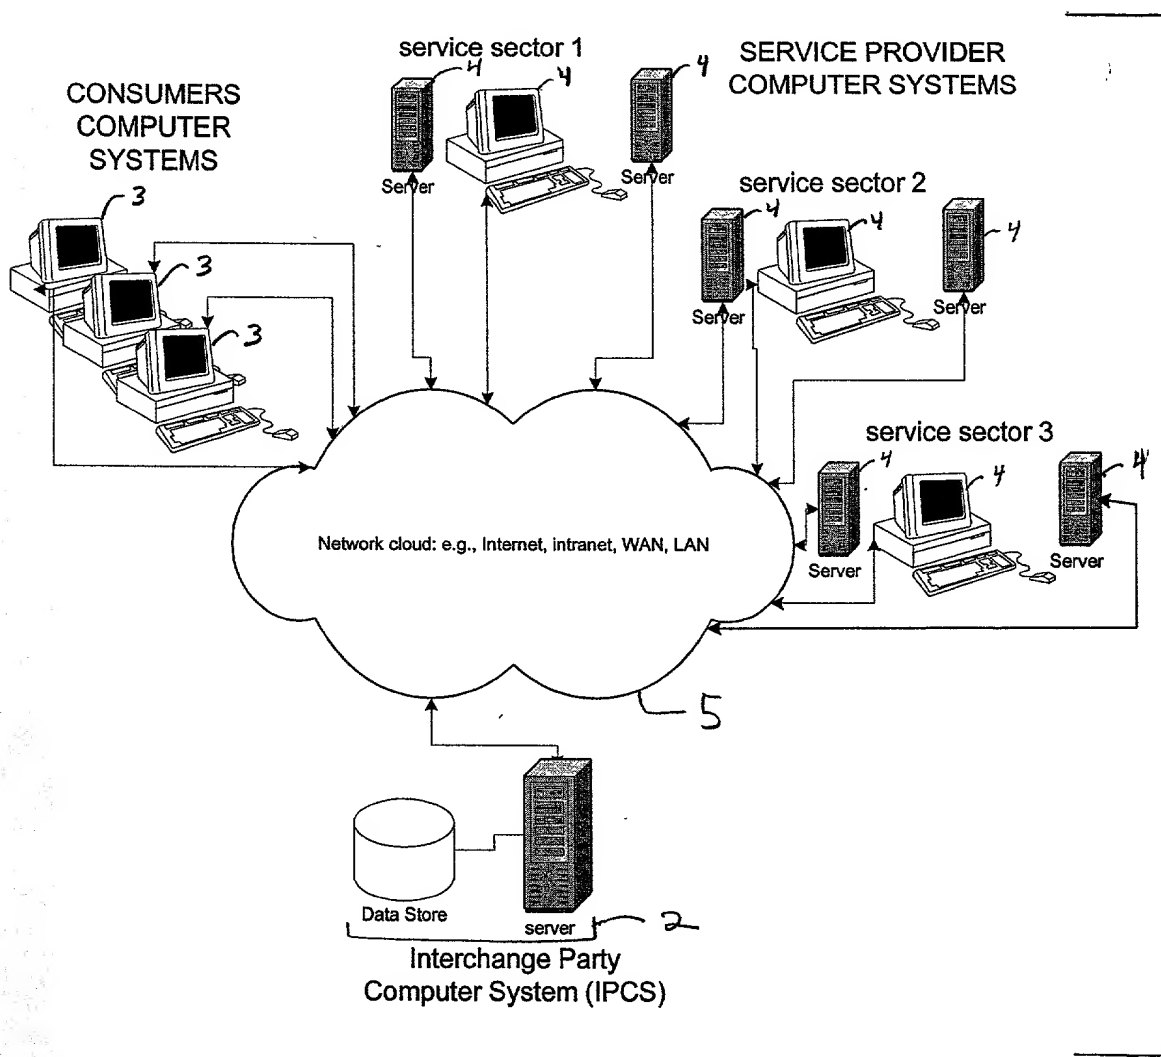 service sector 1
SERVICE PROVIDER
COMPUTER SYSTEMS
CONSUMERS
COMPUTER
SYSTEMS
4
4
4
Server
Server
service sector 2
3
3
3
4
4
4
Server
Server
service sector 3
4
4
4
Server
Server
Network cloud: e.g., Internet, intranet, WAN, LAN
5
Data Store
server
2
Interchange Party
Computer System (IPCS)